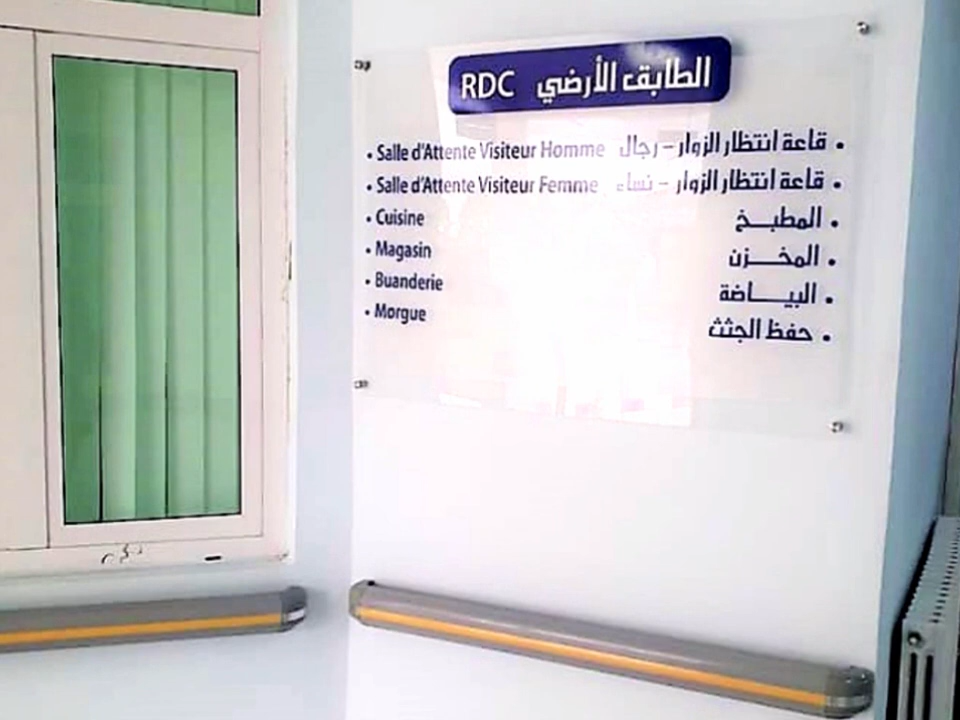 RDC الطابق الأرضي
• Salle d'Attente Visiteur Homme قاعة انتظار الزوار – رجال •
• Salle d'Attente Visiteur Femme قاعة انتظار الزوار – نساء •
• Cuisine المطبخ •
• Magasin المخزن •
• Buanderie البياضة •
• Morgue حفظ الجثث •